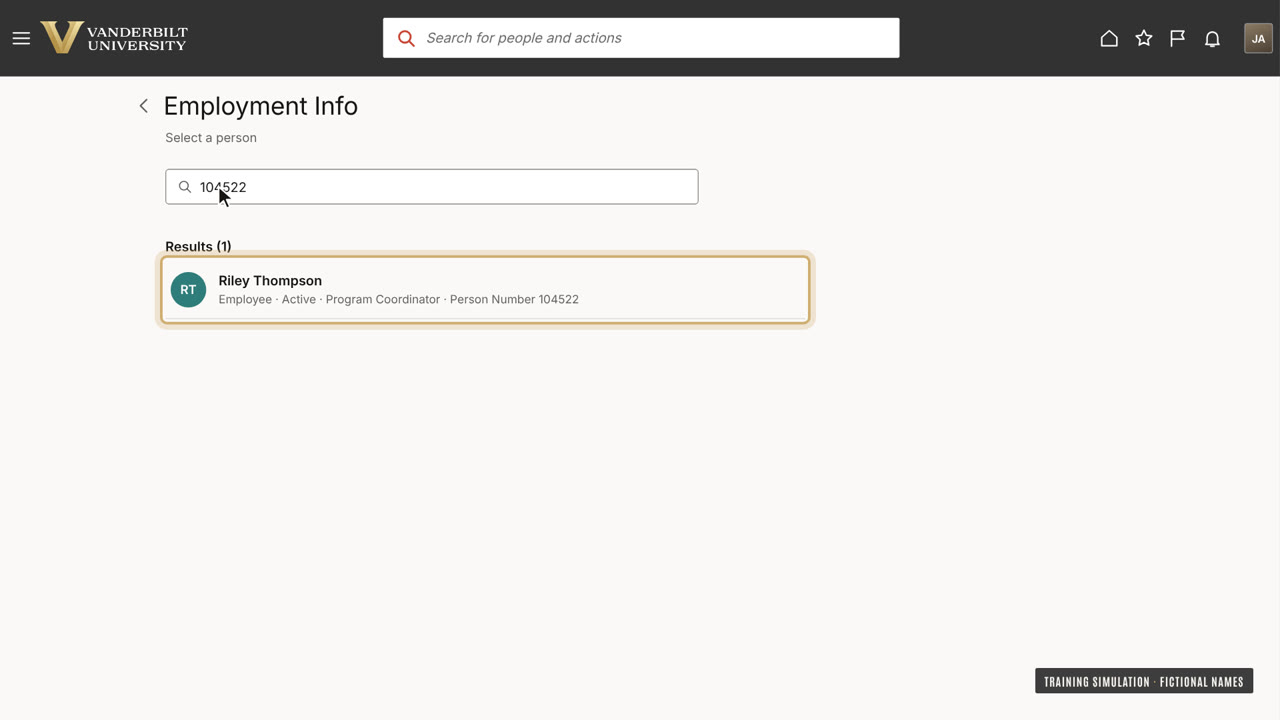 VANDERBILT
UNIVERSITY
Search for people and actions
JA
Employment Info
Select a person
104522
Results (1)
RT
Riley Thompson
Employee · Active · Program Coordinator · Person Number 104522
TRAINING SIMULATION · FICTIONAL NAMES